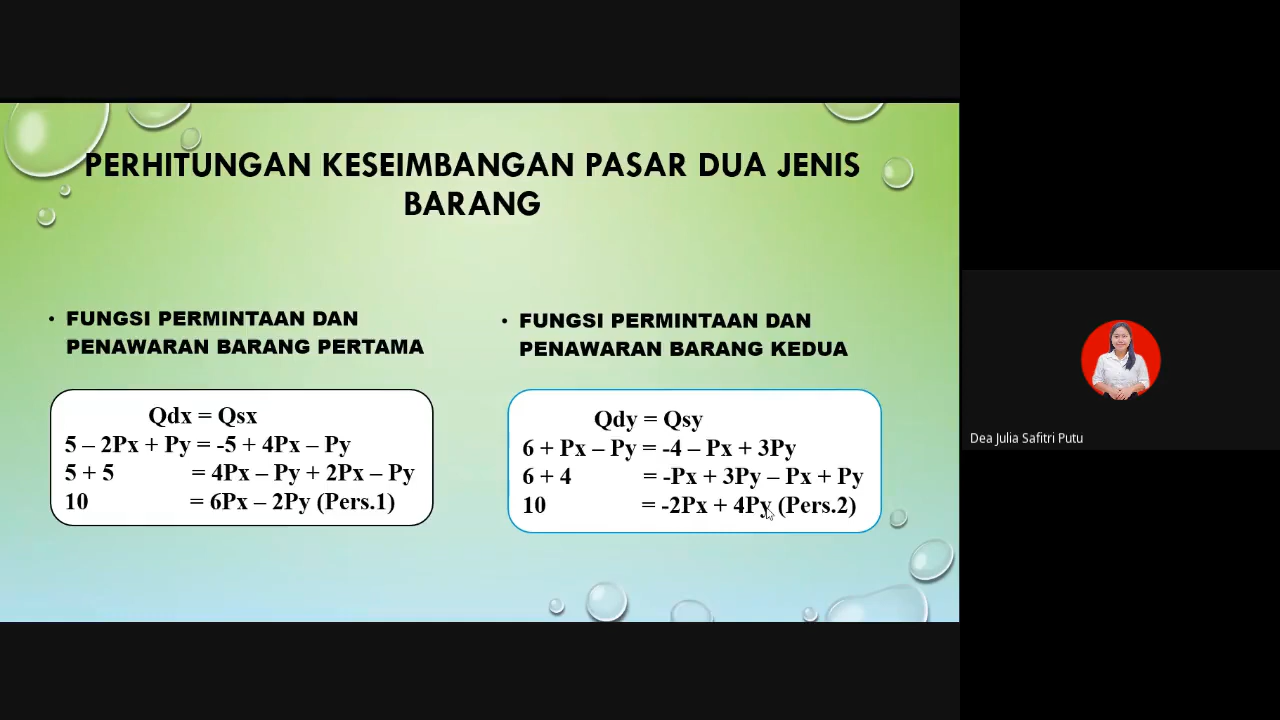 PERHITUNGAN KESEIMBANGAN PASAR DUA JENIS
BARANG
• FUNGSI PERMINTAAN DAN
PENAWARAN BARANG PERTAMA
Qdx = Qsx
5 – 2Px + Py = -5 + 4Px – Py
5 + 5 = 4Px – Py + 2Px – Py
10 = 6Px – 2Py (Pers.1)
• FUNGSI PERMINTAAN DAN
PENAWARAN BARANG KEDUA
Qdy = Qsy
6 + Px – Py = -4 – Px + 3Py
6 + 4 = -Px + 3Py – Px + Py
10 = -2Px + 4Py (Pers.2)
Dea Julia Safitri Putu